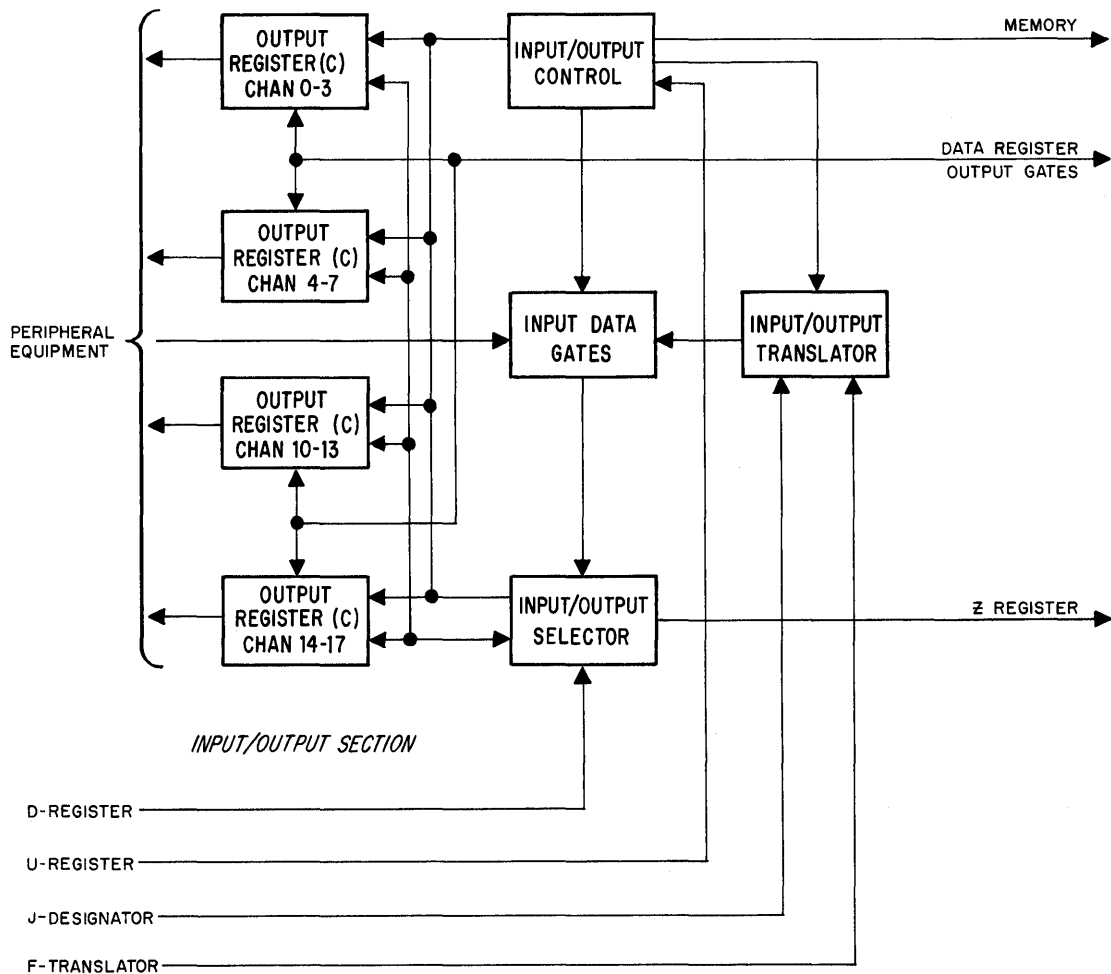 OUTPUT
REGISTER (C)
CHAN 0-3
INPUT/OUTPUT
CONTROL
MEMORY
DATA REGISTER
OUTPUT GATES
OUTPUT
REGISTER (C)
CHAN 4-7
PERIPHERAL
EQUIPMENT
INPUT DATA
GATES
INPUT/OUTPUT
TRANSLATOR
OUTPUT
REGISTER (C)
CHAN 10-13
OUTPUT
REGISTER (C)
CHAN 14-17
INPUT/OUTPUT
SELECTOR
Ƶ REGISTER
INPUT/OUTPUT SECTION
D-REGISTER
U-REGISTER
J-DESIGNATOR
F-TRANSLATOR